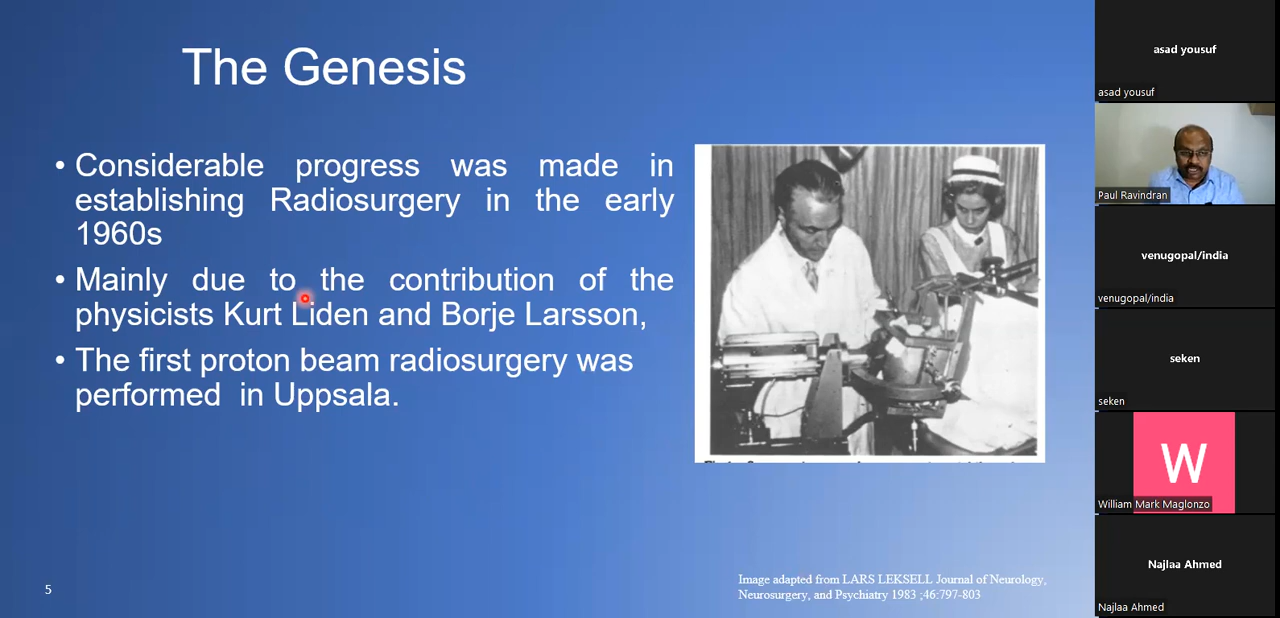 The Genesis
• Considerable progress was made in
establishing Radiosurgery in the early
1960s
• Mainly due to the contribution of the
physicists Kurt Liden and Borje Larsson,
• The first proton beam radiosurgery was
performed in Uppsala.
Image adapted from LARS LEKSELL Journal of Neurology,
Neurosurgery, and Psychiatry 1983 ;46:797-803
5
asad yousuf
asad yousuf
Paul Ravindran
venugopal/india
venugopal/india
seken
seken
W
William Mark Maglonzo
Najlaa Ahmed
Najlaa Ahmed